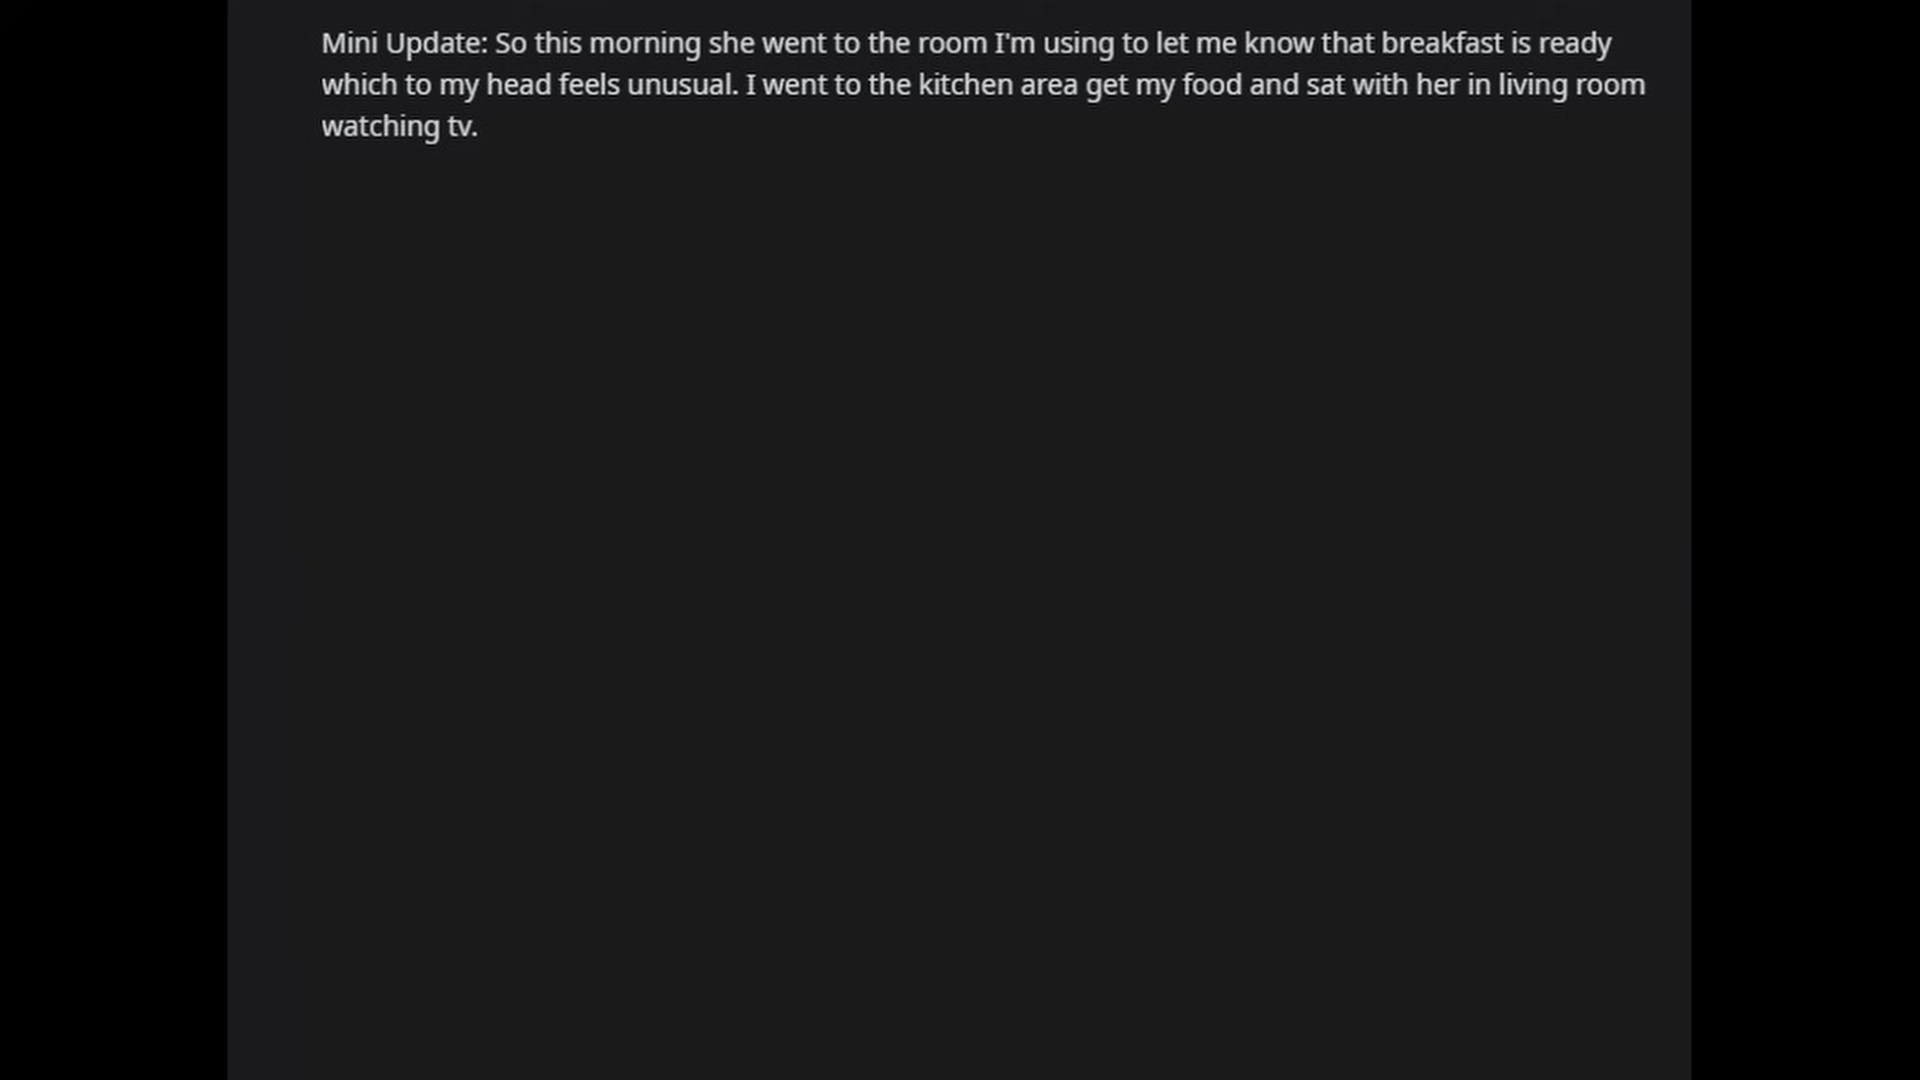 Mini Update: So this morning she went to the room I'm using to let me know that breakfast is ready
which to my head feels unusual. I went to the kitchen area get my food and sat with her in living room
watching tv.